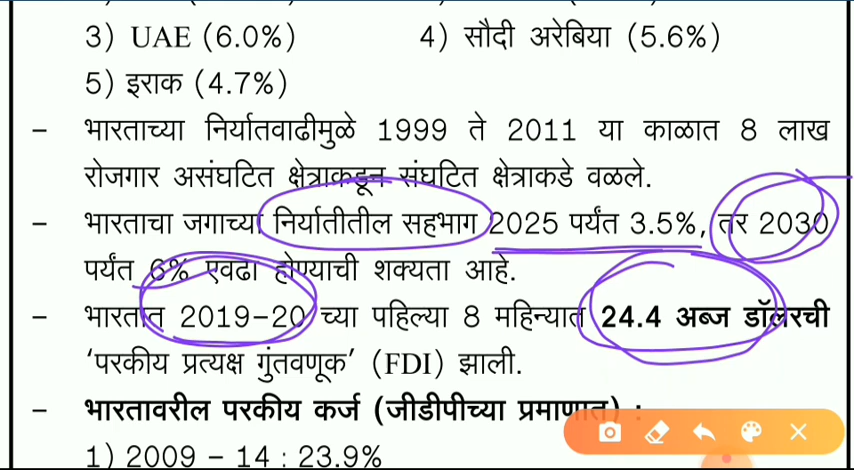 3) UAE (6.0%) 4) सौदी अरेबिया (5.6%)
5) इराक (4.7%)
– भारताच्या निर्यातवाढीमुळे 1999 ते 2011 या काळात 8 लाख
रोजगार असंघटित क्षेत्राकडून संघटित क्षेत्राकडे वळले.
– भारताचा जगाच्या निर्यातीतील सहभाग 2025 पर्यंत 3.5%, तर 2030
पर्यंत 6% एवढा होण्याची शक्यता आहे.
– भारतात 2019-20 च्या पहिल्या 8 महिन्यात 24.4 अब्ज डॉलरची
‘परकीय प्रत्यक्ष गुंतवणूक’ (FDI) झाली.
– भारतावरील परकीय कर्ज (जीडीपीच्या प्रमाणात) :
1) 2009 – 14 : 23.9%